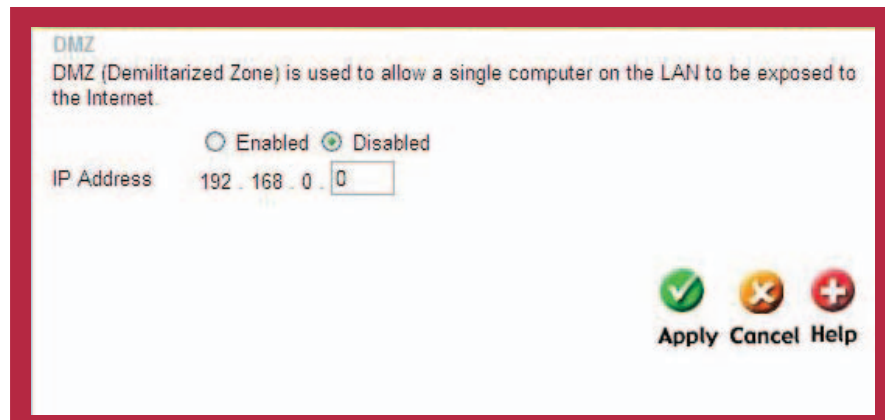 DMZ
DMZ (Demilitarized Zone) is used to allow a single computer on the LAN to be exposed to
the Internet.
Enabled Disabled
IP Address 192 . 168 . 0 . 0
Apply Cancel Help